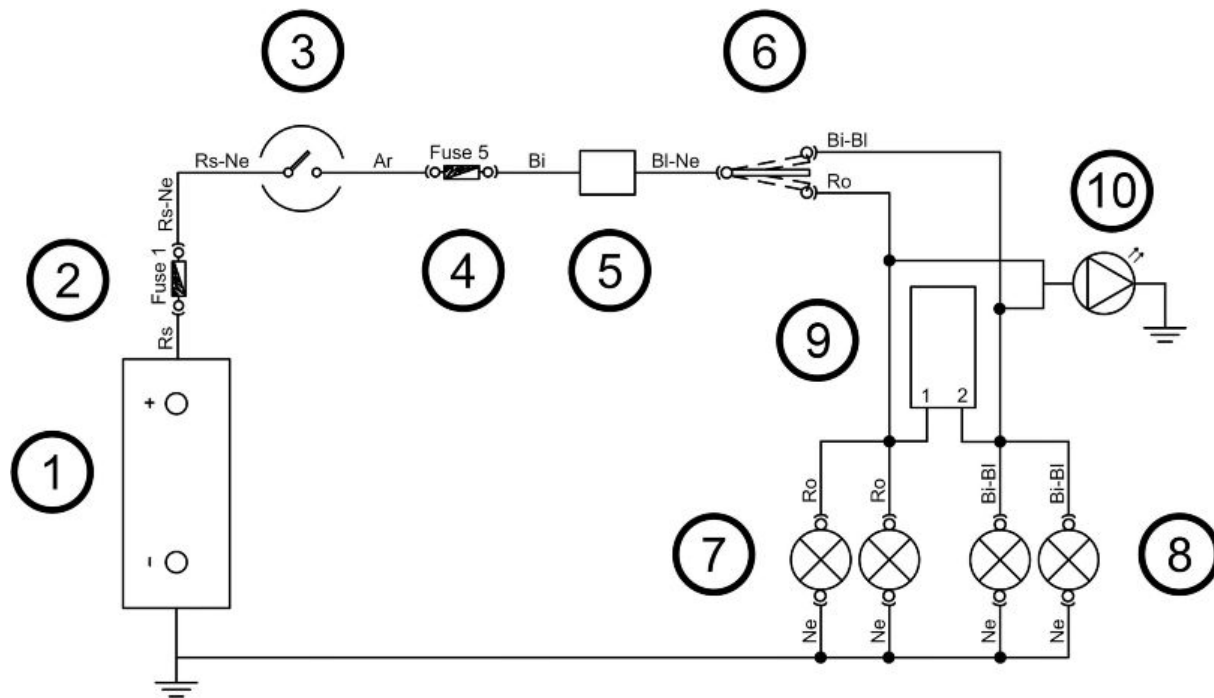 3
6
Rs-Ne
Ar
Fuse 5
Bi
Bl-Ne
Bi-Bl
Ro
10
Rs-Ne
2
Fuse 1
4
5
Rs
9
1 2
+
1
-
Ro
Ro
Bi-Bl
Bi-Bl
7
8
Ne
Ne
Ne
Ne